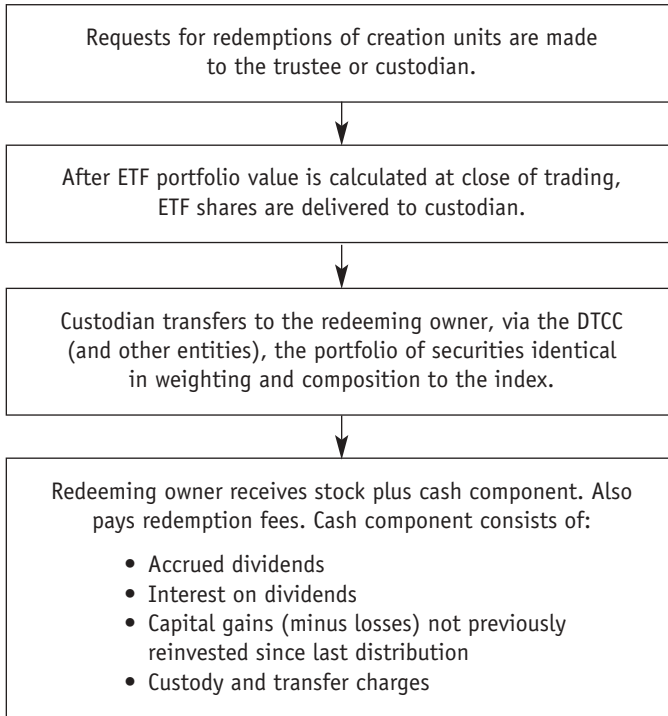 Requests for redemptions of creation units are made
to the trustee or custodian.
After ETF portfolio value is calculated at close of trading,
ETF shares are delivered to custodian.
Custodian transfers to the redeeming owner, via the DTCC
(and other entities), the portfolio of securities identical
in weighting and composition to the index.
Redeeming owner receives stock plus cash component. Also
pays redemption fees. Cash component consists of:
• Accrued dividends
• Interest on dividends
• Capital gains (minus losses) not previously
reinvested since last distribution
• Custody and transfer charges